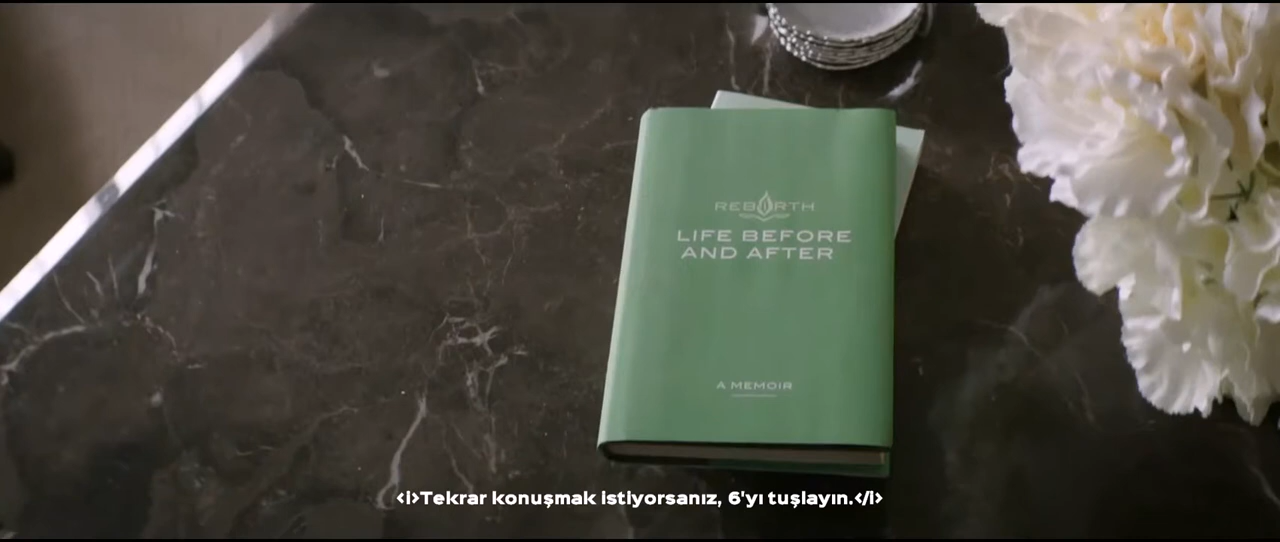 REBIRTH
LIFE BEFORE
AND AFTER
A MEMOIR
<i>Tekrar konuşmak istiyorsanız, 6'yı tuşlayın.</i>